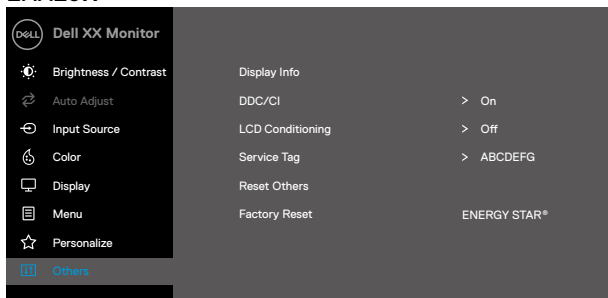 DELL
Dell XX Monitor
Brightness / Contrast
Auto Adjust
Input Source
Color
Display
Menu
Personalize
Others
Display Info
DDC/CI > On
LCD Conditioning > Off
Service Tag > ABCDEFG
Reset Others
Factory Reset ENERGY STAR®